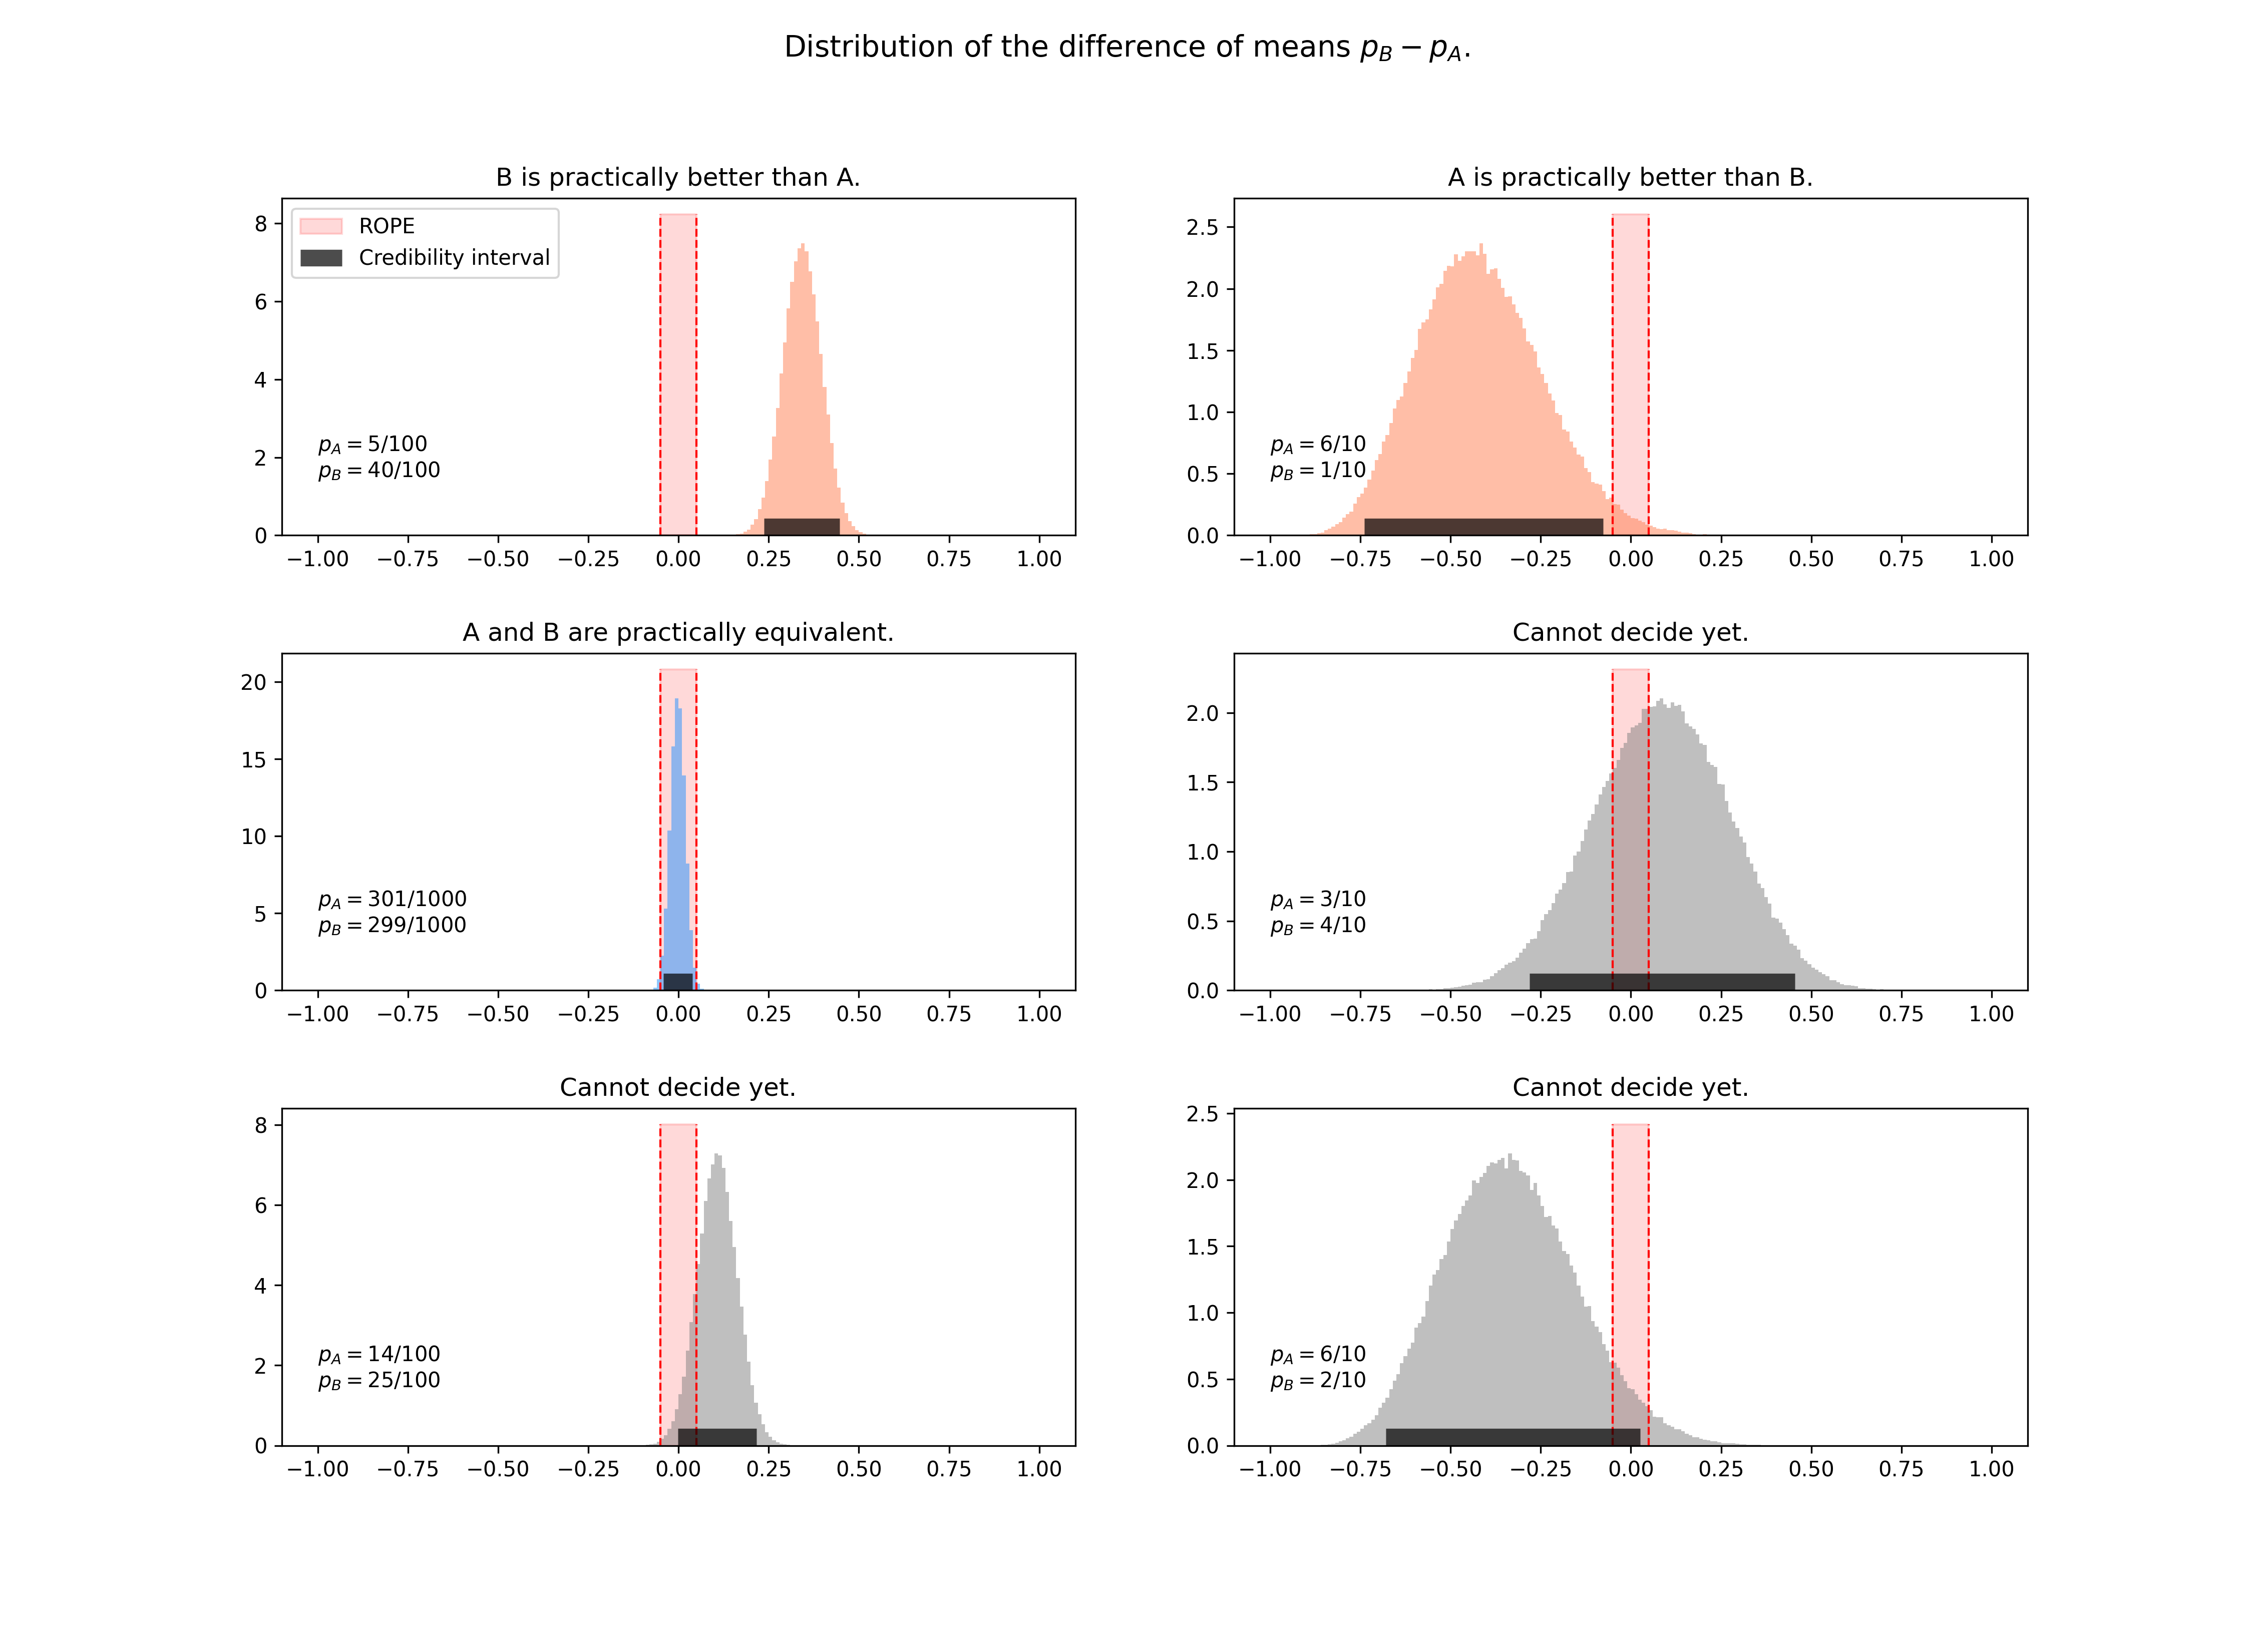 Distribution of the difference of means p_B − p_A.
B is practically better than A.
ROPE
Credibility interval
8
6
4
2
0
p_A = 5/100
p_B = 40/100
−1.00 −0.75 −0.50 −0.25 0.00 0.25 0.50 0.75 1.00
A is practically better than B.
2.5
2.0
1.5
1.0
0.5
0.0
p_A = 6/10
p_B = 1/10
−1.00 −0.75 −0.50 −0.25 0.00 0.25 0.50 0.75 1.00
A and B are practically equivalent.
20
15
10
5
0
p_A = 301/1000
p_B = 299/1000
−1.00 −0.75 −0.50 −0.25 0.00 0.25 0.50 0.75 1.00
Cannot decide yet.
2.0
1.5
1.0
0.5
0.0
p_A = 3/10
p_B = 4/10
−1.00 −0.75 −0.50 −0.25 0.00 0.25 0.50 0.75 1.00
Cannot decide yet.
8
6
4
2
0
p_A = 14/100
p_B = 25/100
−1.00 −0.75 −0.50 −0.25 0.00 0.25 0.50 0.75 1.00
Cannot decide yet.
2.5
2.0
1.5
1.0
0.5
0.0
p_A = 6/10
p_B = 2/10
−1.00 −0.75 −0.50 −0.25 0.00 0.25 0.50 0.75 1.00